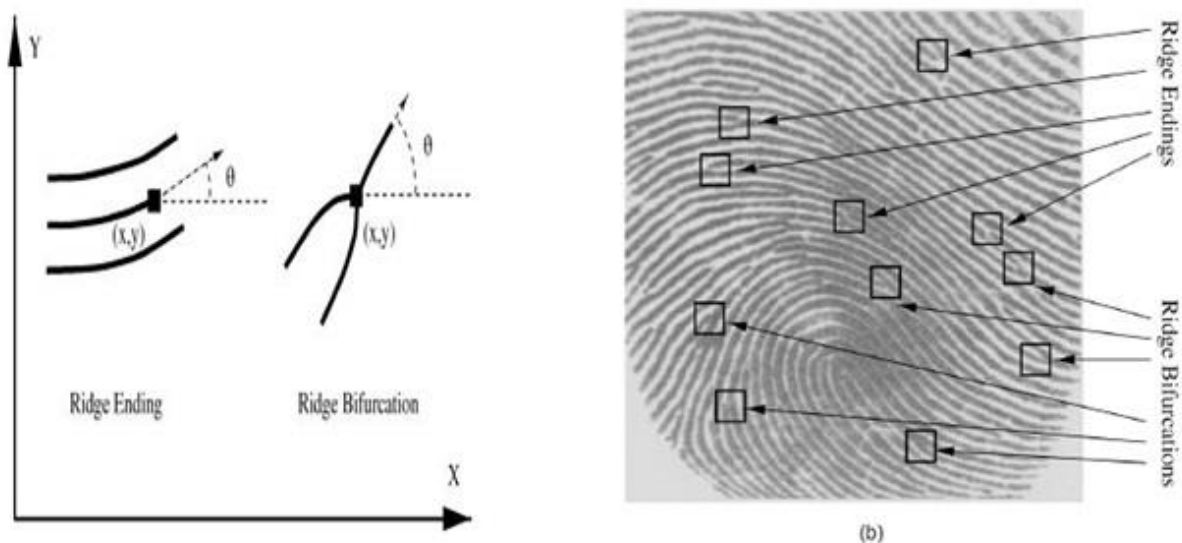 Y
θ
(x,y)
Ridge Ending
θ
(x,y)
Ridge Bifurcation
X
Ridge Endings
Ridge Bifurcations
(b)